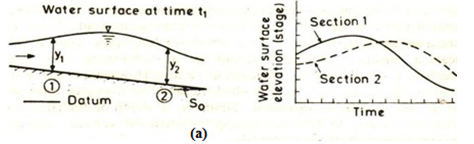 Water surface at time t₁
y₁
y₂
Datum
1
2
S₀
(a)
Water surface
elevation (stage)
Section 1
Section 2
Time